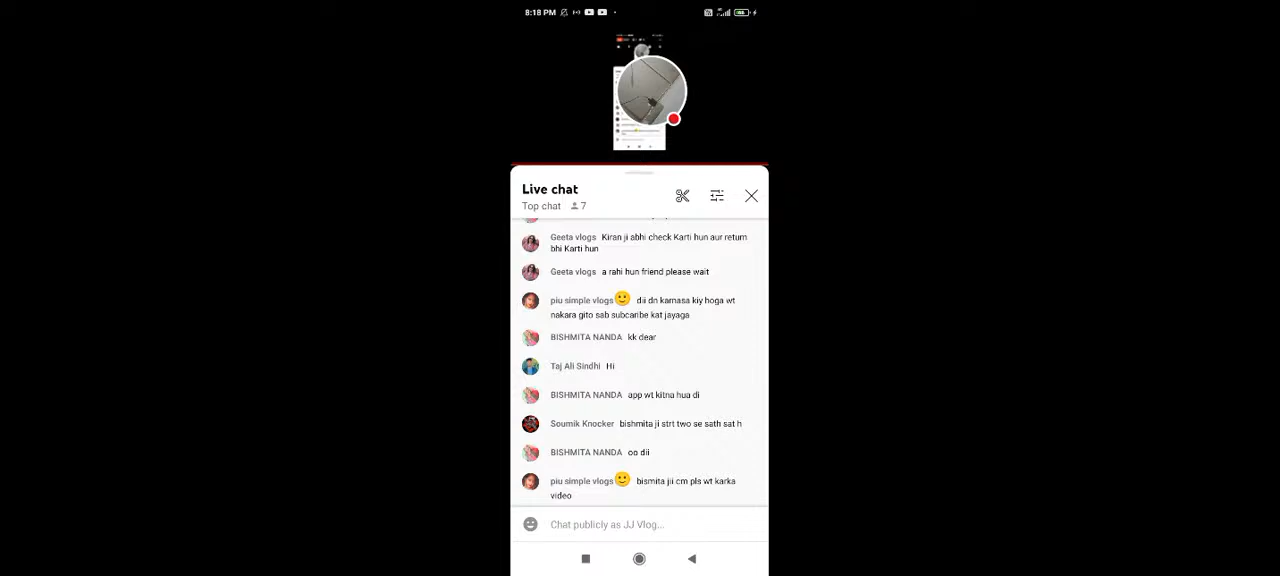 8:18 PM
Live chat
Top chat 7
Geeta vlogs Kiran ji abhi check Karti hun aur return
bhi Karti hun
Geeta vlogs a rahi hun friend please wait
piu simple vlogs🙂 dii dn karnasa kiy hoga wt
nakara gito sab subcaribe kat jayaga
BISHMITA NANDA kk dear
Taj Ali Sindhi Hi
BISHMITA NANDA app wt kitna hua di
Soumik Knocker bishmita ji strt two se sath sat h
BISHMITA NANDA oo dii
piu simple vlogs🙂 bismita jii cm pls wt karka
video
Chat publicly as JJ Vlog...